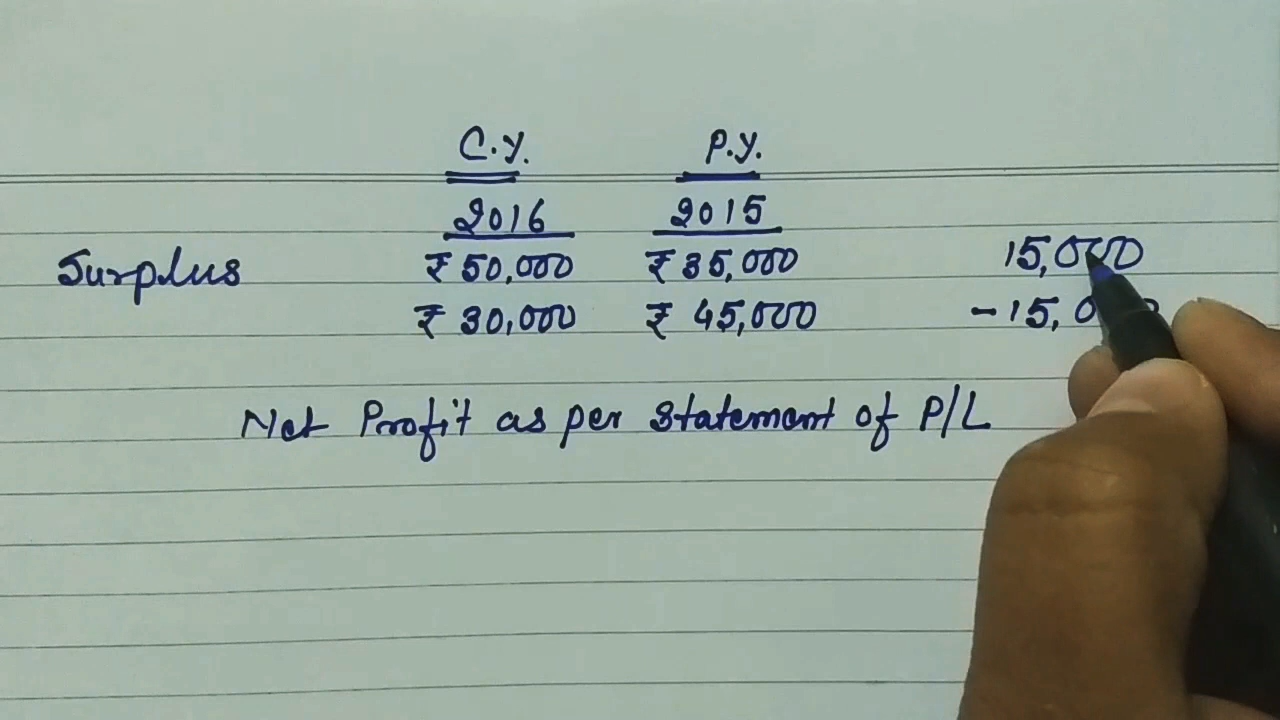 C.Y. P.Y.
2016 2015
Surplus ₹ 50,000 ₹ 35,000 15,000
₹ 30,000 ₹ 45,000
Net Profit as per Statement of P/L